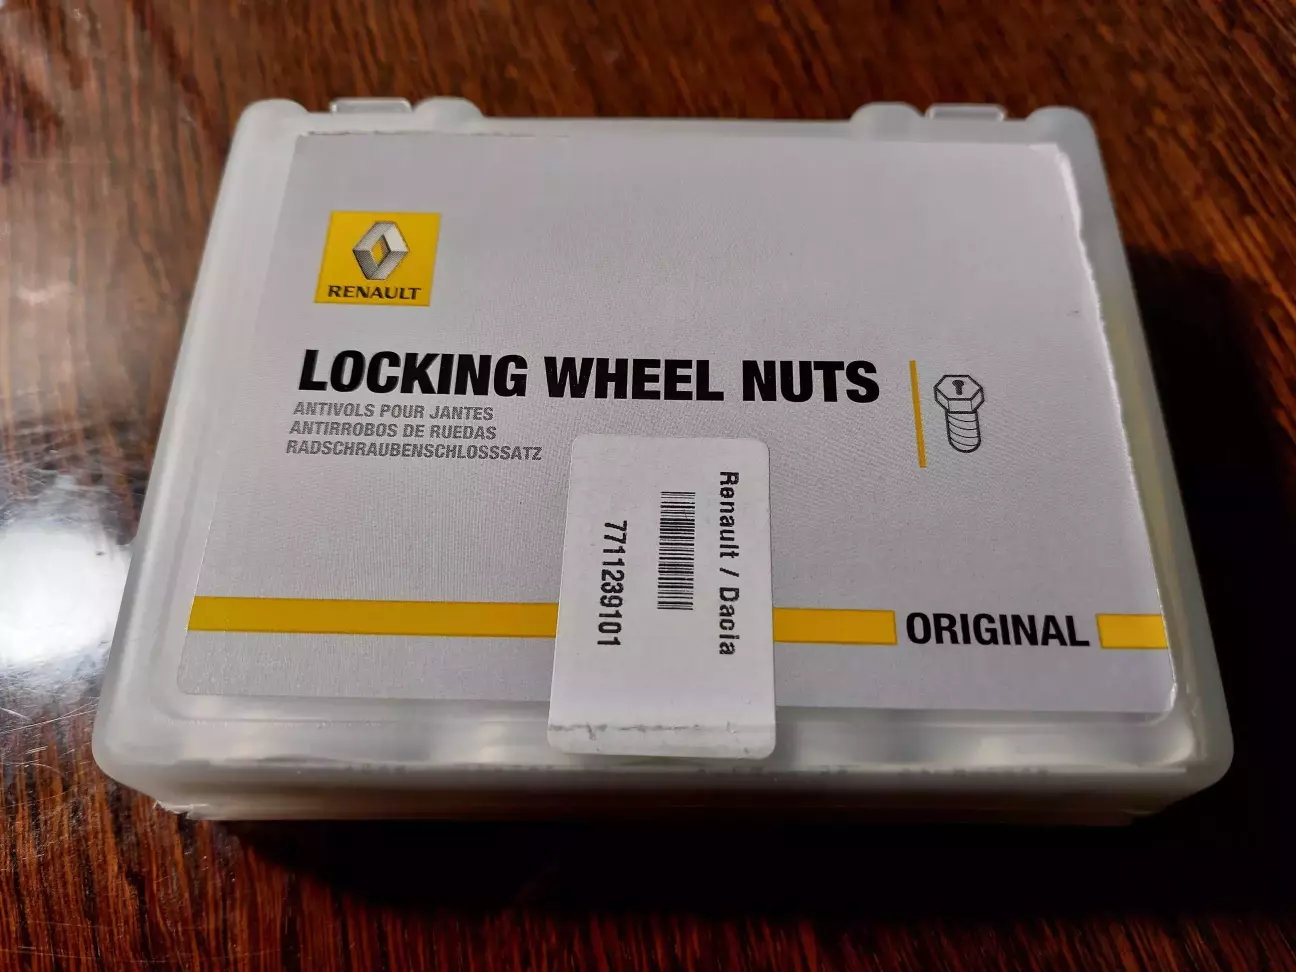 RENAULT
LOCKING WHEEL NUTS
ANTIVOLS POUR JANTES
ANTIRROBOS DE RUEDAS
RADSCHRAUBENSCHLOSSSATZ
Renault / Dacia
7711239101
ORIGINAL